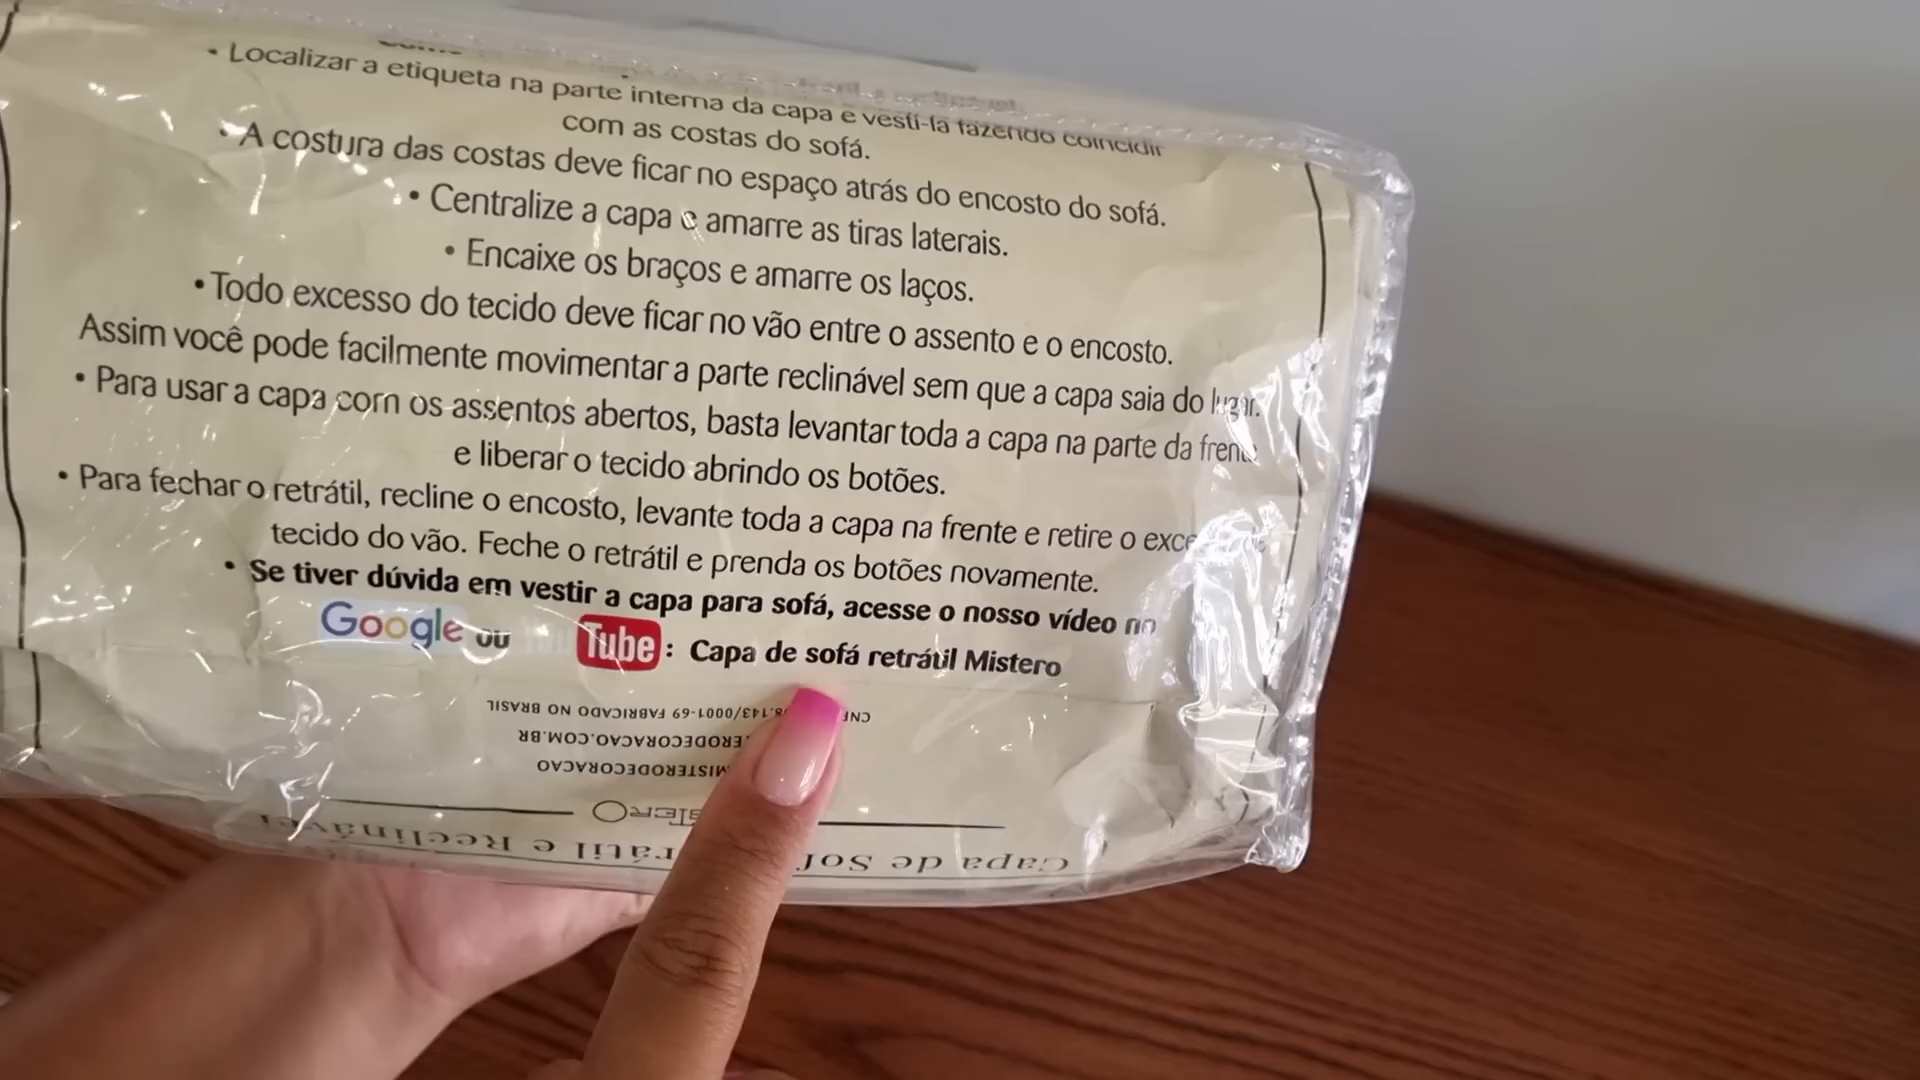 • Localizar a etiqueta na parte interna da capa e vesti-la fazendo coincidir
com as costas do sofá.
• A costura das costas deve ficar no espaço atrás do encosto do sofá.
• Centralize a capa e amarre as tiras laterais.
• Encaixe os braços e amarre os laços.
• Todo excesso do tecido deve ficar no vão entre o assento e o encosto.
Assim você pode facilmente movimentar a parte reclinável sem que a capa saia do lugar.
• Para usar a capa com os assentos abertos, basta levantar toda a capa na parte da frente
e liberar o tecido abrindo os botões.
• Para fechar o retrátil, recline o encosto, levante toda a capa na frente e retire o
tecido do vão. Feche o retrátil e prenda os botões novamente.
• Se tiver dúvida em vestir a capa para sofá, acesse o nosso vídeo no
Google ou YouTube: Capa de sofá retrátil Mistero
FABRICADO NO BRASIL
MISTERODECORACAO
Capa de e Reclinável